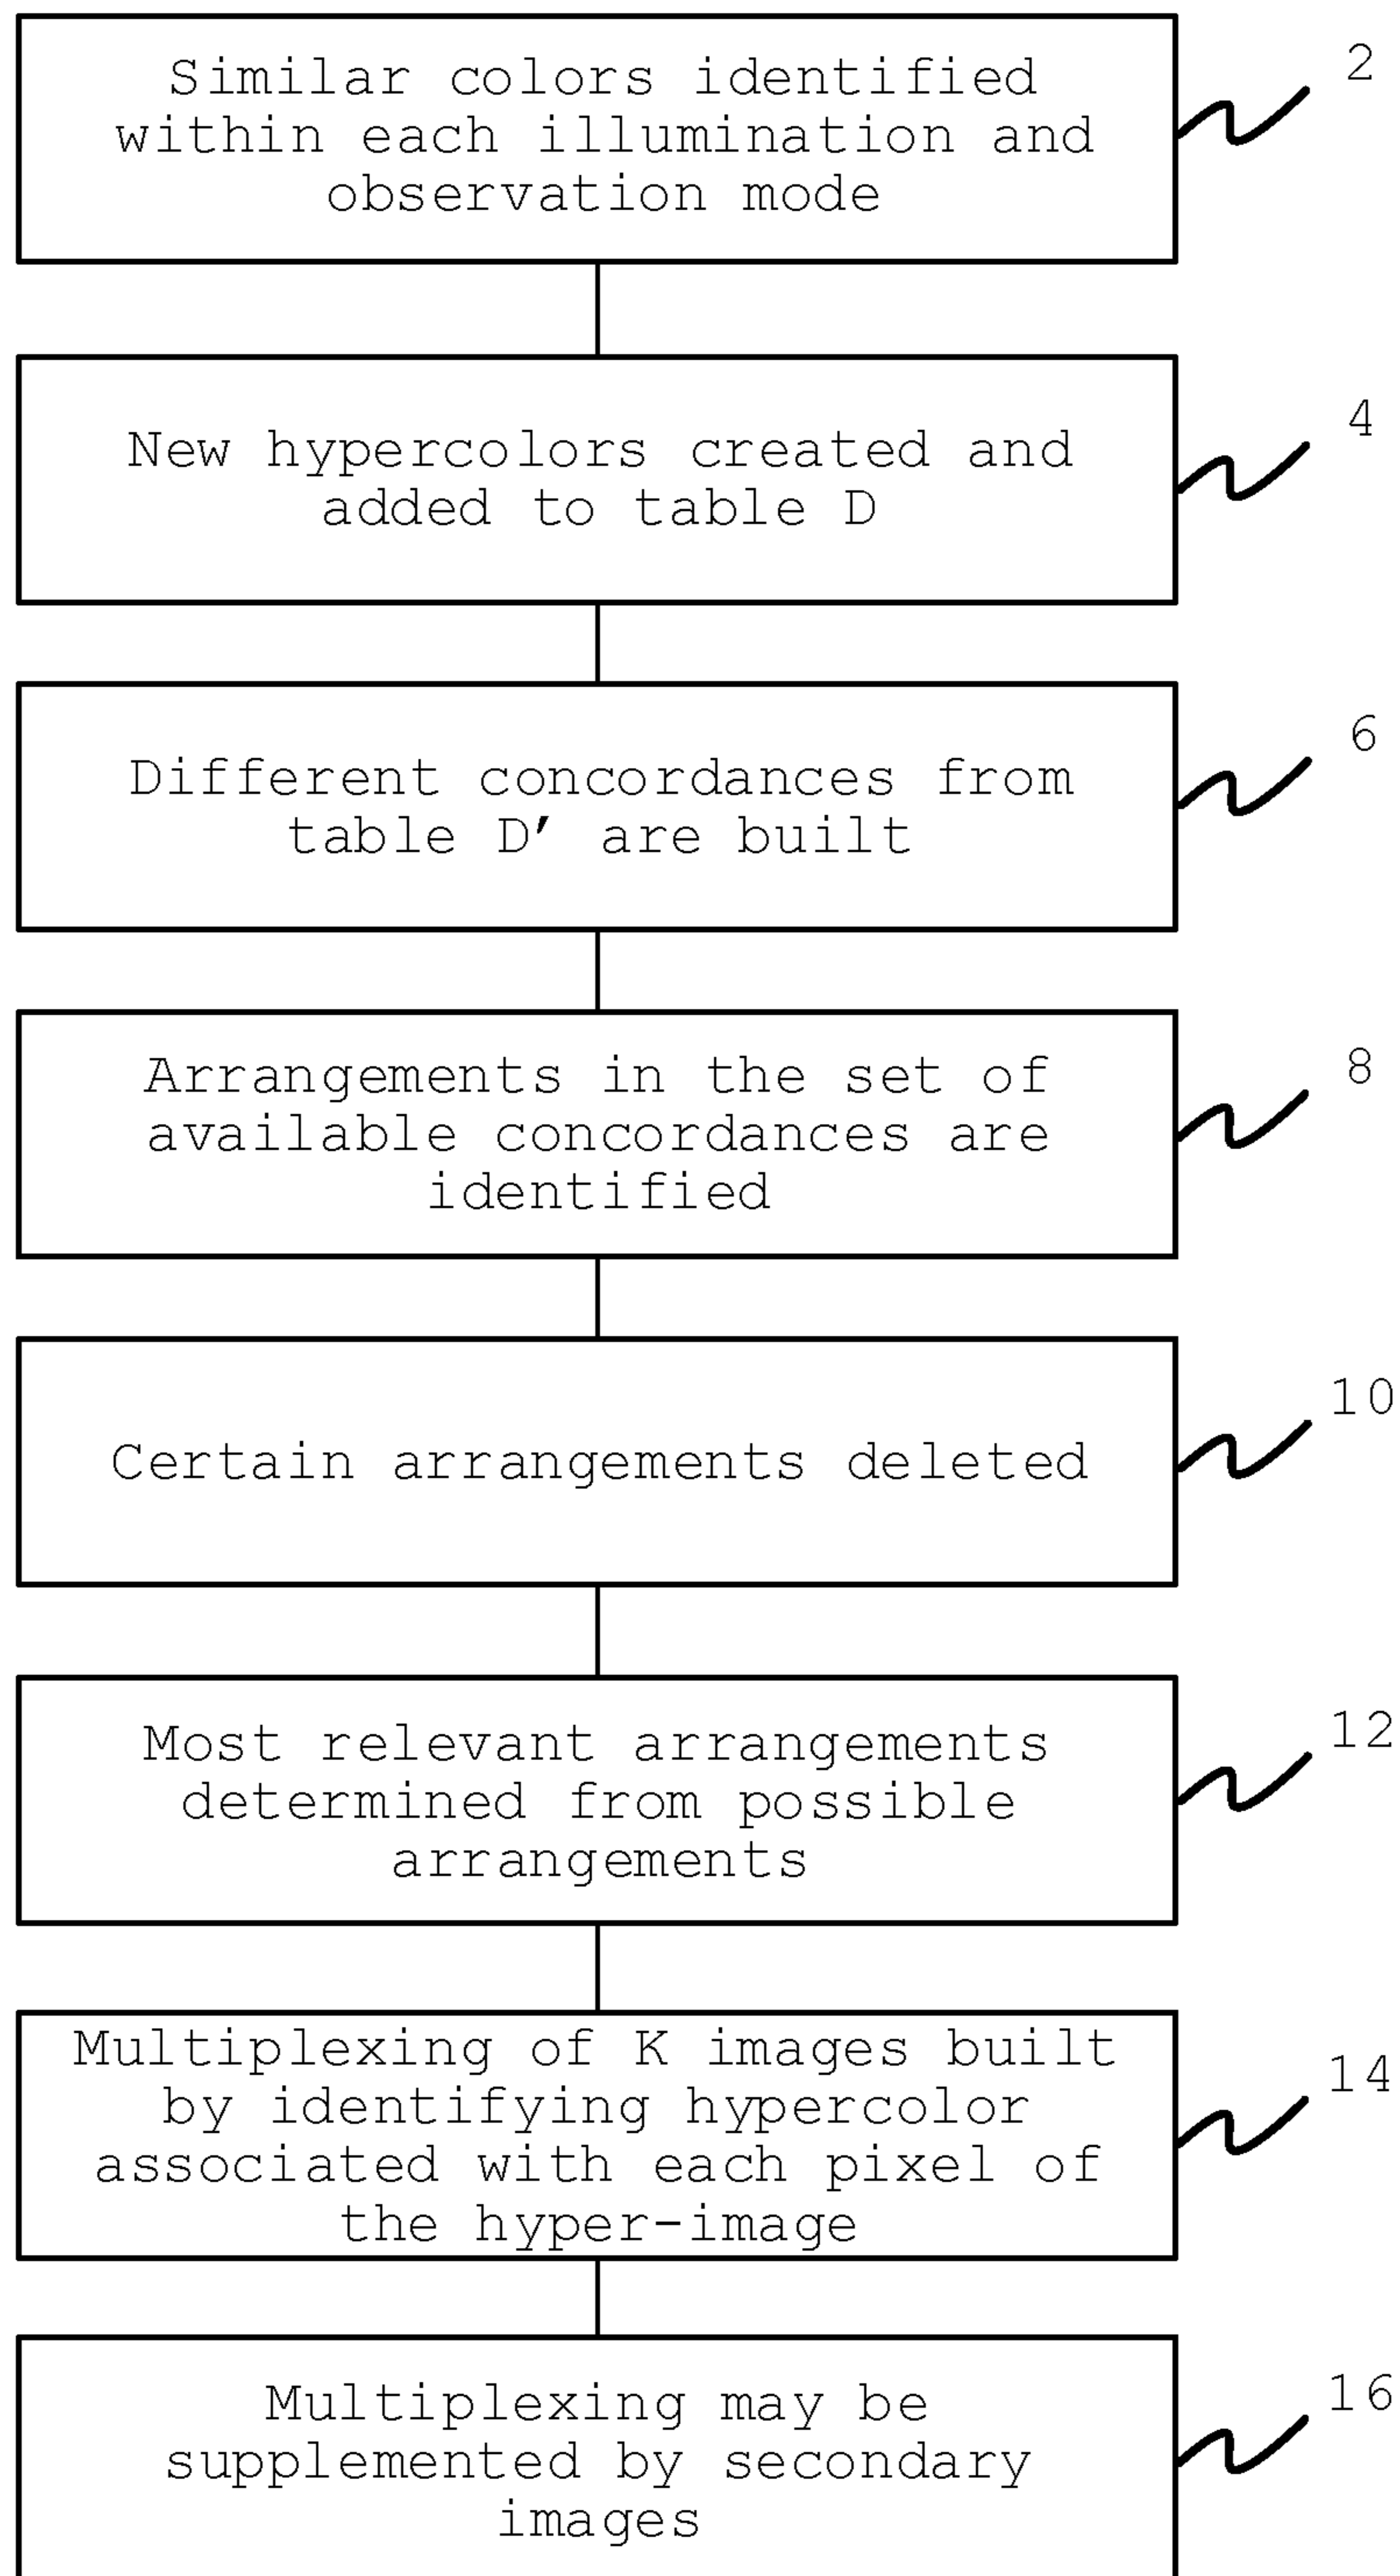 Similar colors identified
within each illumination and
observation mode
2
New hypercolors created and
added to table D
4
Different concordances from
table D' are built
6
Arrangements in the set of
available concordances are
identified
8
Certain arrangements deleted
10
Most relevant arrangements
determined from possible
arrangements
12
Multiplexing of K images built
by identifying hypercolor
associated with each pixel of
the hyper-image
14
Multiplexing may be
supplemented by secondary
images
16